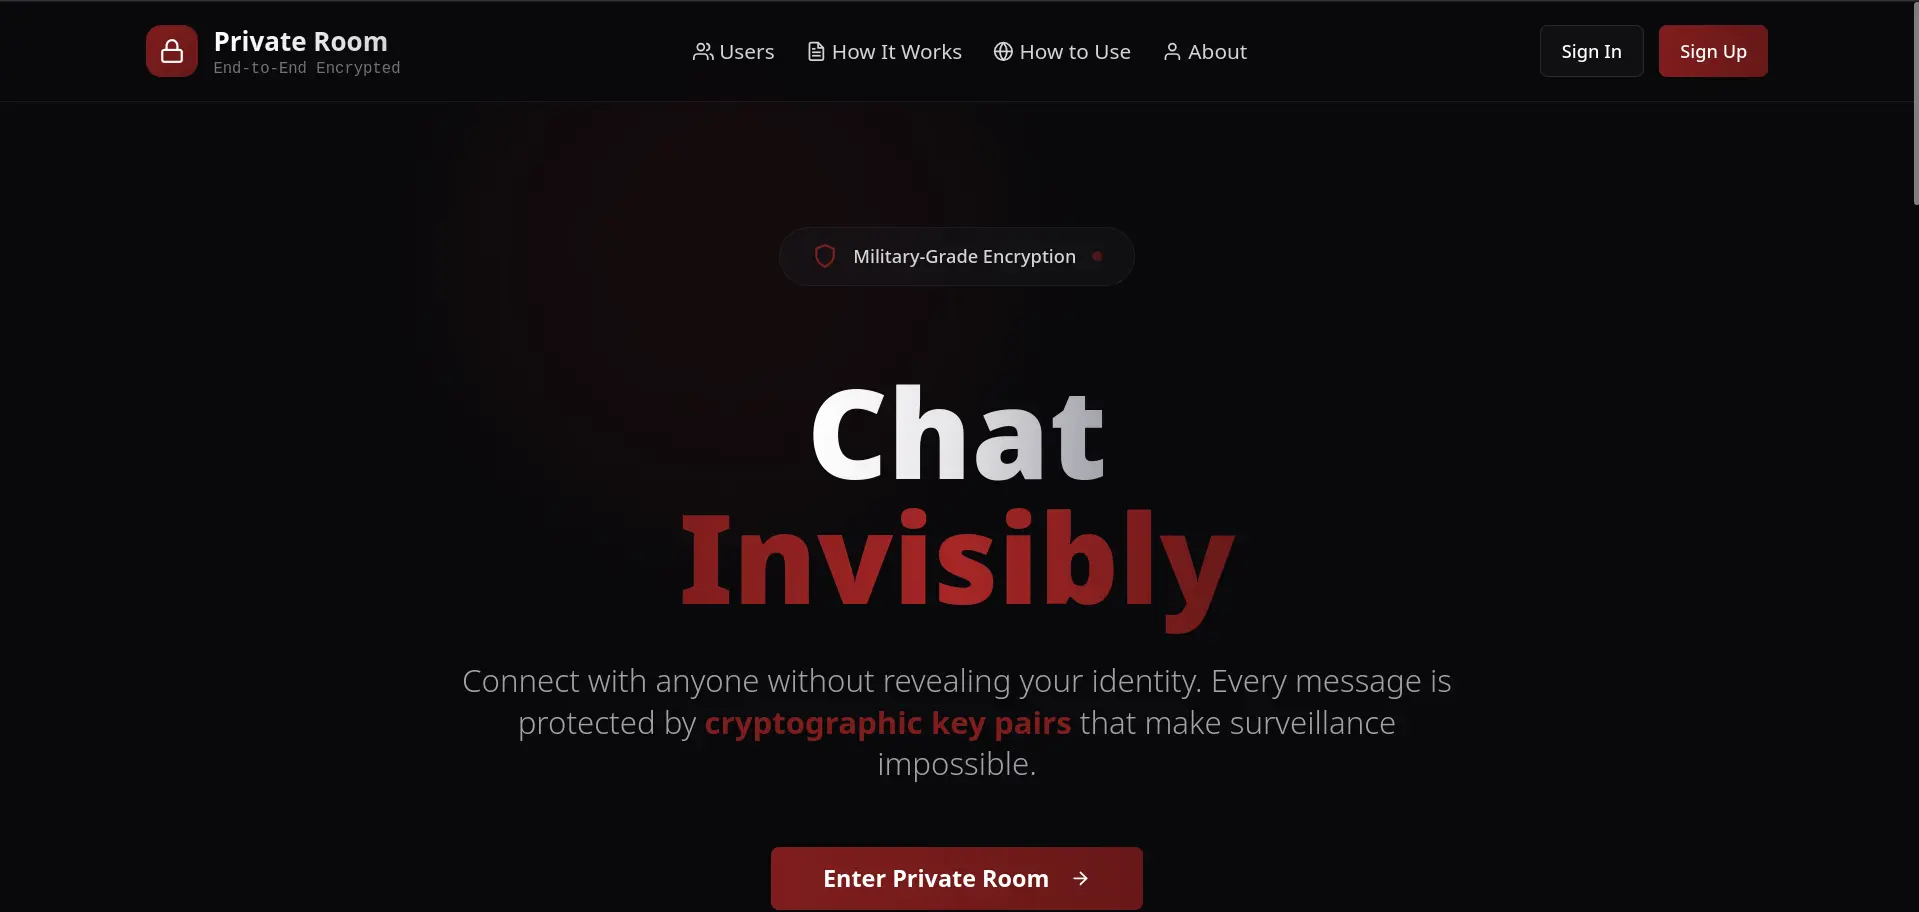 Private Room
End-to-End Encrypted
Users
How It Works
How to Use
About
Sign In
Sign Up
Military-Grade Encryption
Chat
Invisibly
Connect with anyone without revealing your identity. Every message is
protected by cryptographic key pairs that make surveillance
impossible.
Enter Private Room